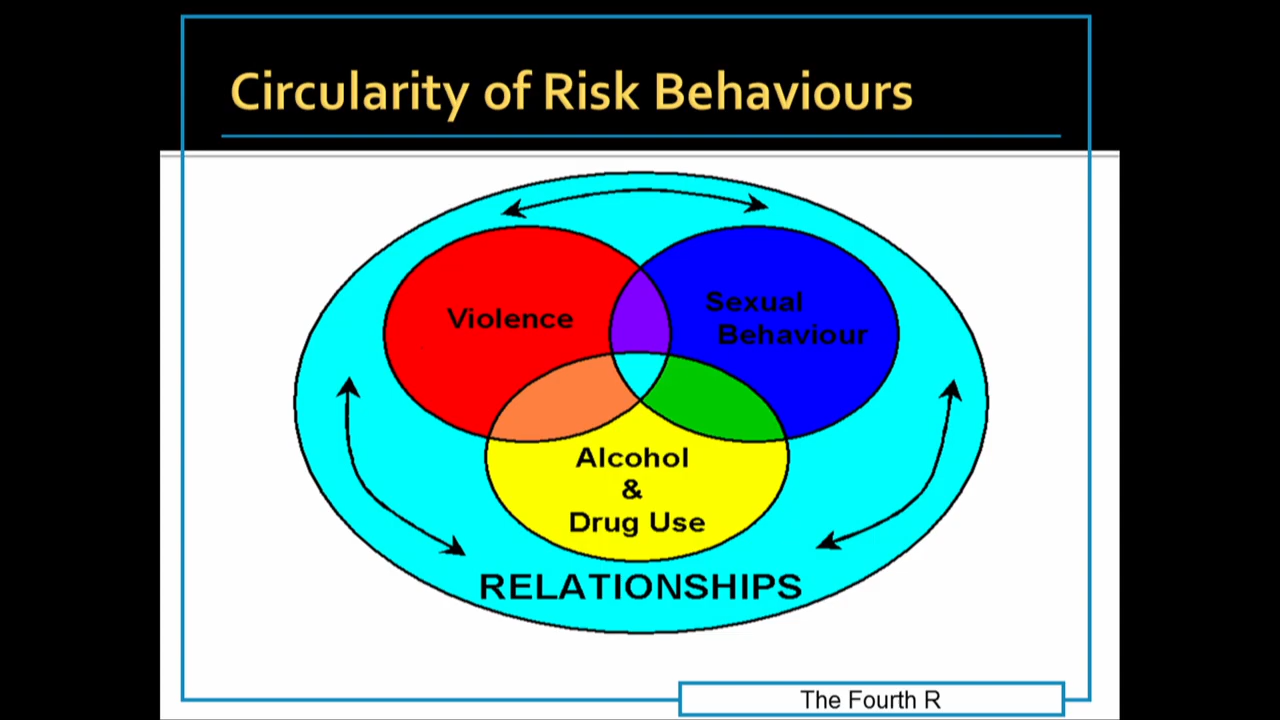 Circularity of Risk Behaviours
Violence
Sexual
Behaviour
Alcohol
&
Drug Use
RELATIONSHIPS
The Fourth R